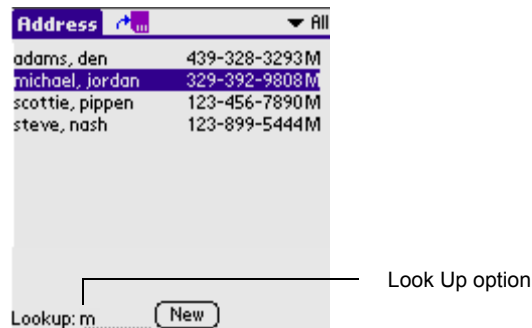 Address All
adams, den 439-328-3293M
michael, jordan 329-392-9808M
scottie, pippen 123-456-7890M
steve, nash 123-899-5444M
Look Up option
Lookup: m New